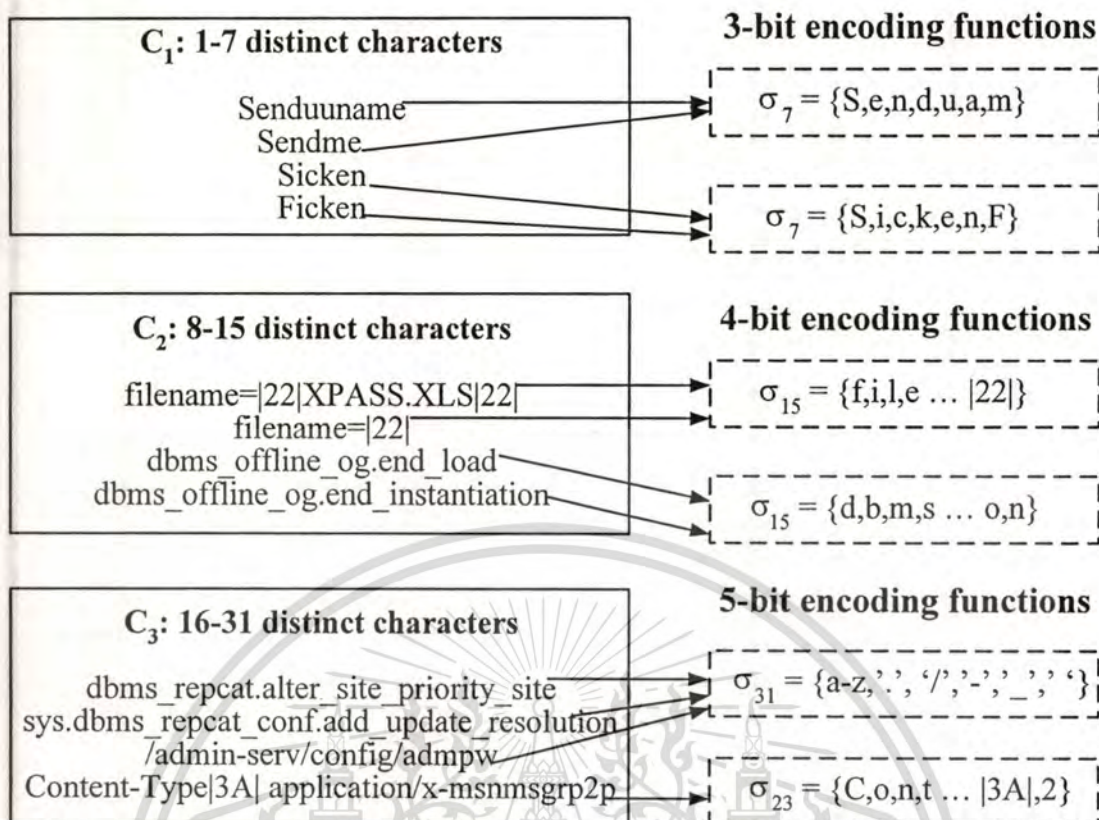 C₁: 1-7 distinct characters
Senduuname
Sendme
Sicken
Ficken
3-bit encoding functions
σ₇ = {S,e,n,d,u,a,m}
σ₇ = {S,i,c,k,e,n,F}
C₂: 8-15 distinct characters
filename=|22|XPASS.XLS|22|
filename=|22|
dbms_offline_og.end_load
dbms_offline_og.end_instantiation
4-bit encoding functions
σ₁₅ = {f,i,l,e ... |22|}
σ₁₅ = {d,b,m,s ... o,n}
C₃: 16-31 distinct characters
dbms_repcat.alter_site_priority_site
sys.dbms_repcat_conf.add_update_resolution
/admin-serv/config/admpw
Content-Type|3A| application/x-msnmsgrp2p
5-bit encoding functions
σ₃₁ = {a-z,’.’, ‘/’,’-’,’_’,’ ‘}
σ₂₃ = {C,o,n,t ... |3A|,2}